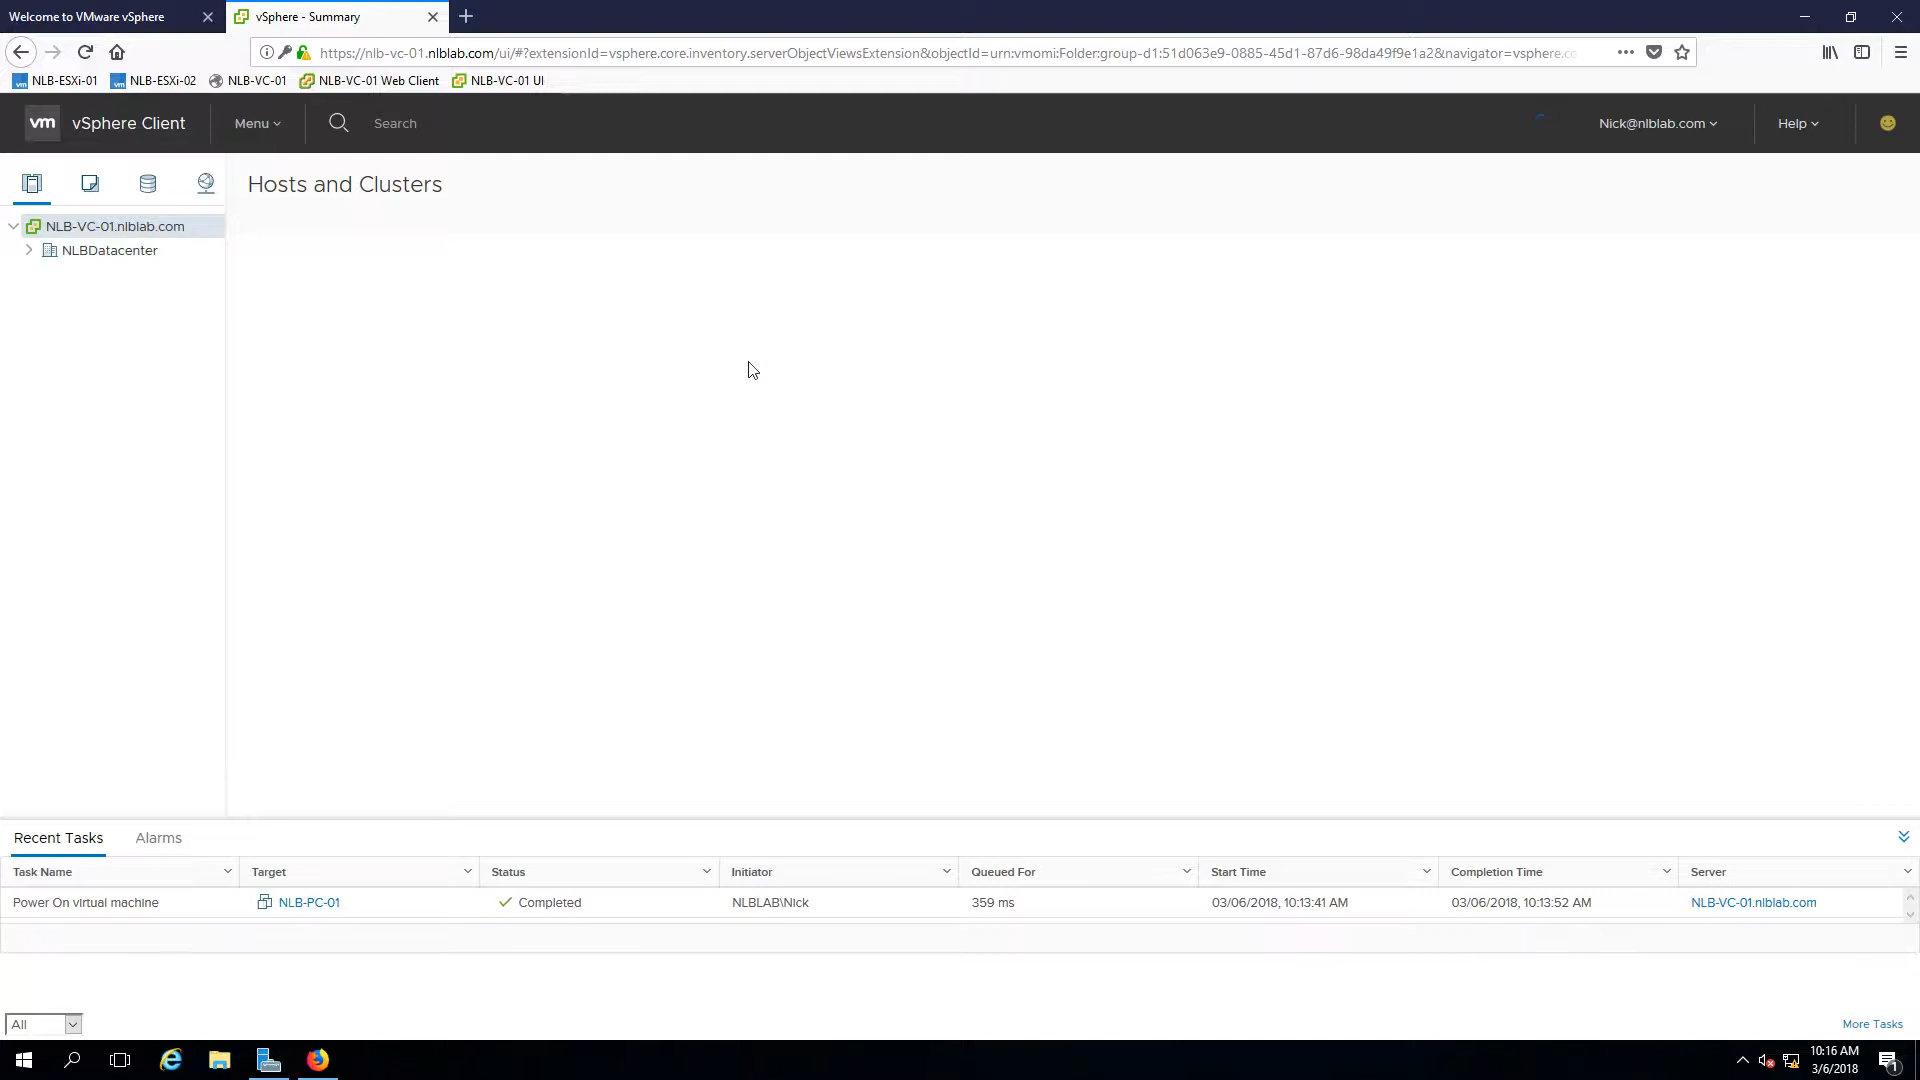 Welcome to VMware vSphere
vSphere - Summary
https://nlb-vc-01.nlblab.com/ui/#?extensionId=vsphere.core.inventory.serverObjectViewsExtension&objectId=urn:vmomi:Folder:group-d1:51d063e9-0885-45d1-87d6-98da49f9e1a2&navigator=vsphere.co
NLB-ESXi-01
NLB-ESXi-02
NLB-VC-01
NLB-VC-01 Web Client
NLB-VC-01 UI
vm
vSphere Client
Menu
Search
Nick@nlblab.com
Help
Hosts and Clusters
NLB-VC-01.nlblab.com
NLBDatacenter
Recent Tasks
Alarms
Task Name
Target
Status
Initiator
Queued For
Start Time
Completion Time
Server
Power On virtual machine
NLB-PC-01
Completed
NLBLAB\Nick
359 ms
03/06/2018, 10:13:41 AM
03/06/2018, 10:13:52 AM
NLB-VC-01.nlblab.com
All
More Tasks
10:16 AM
3/6/2018
1